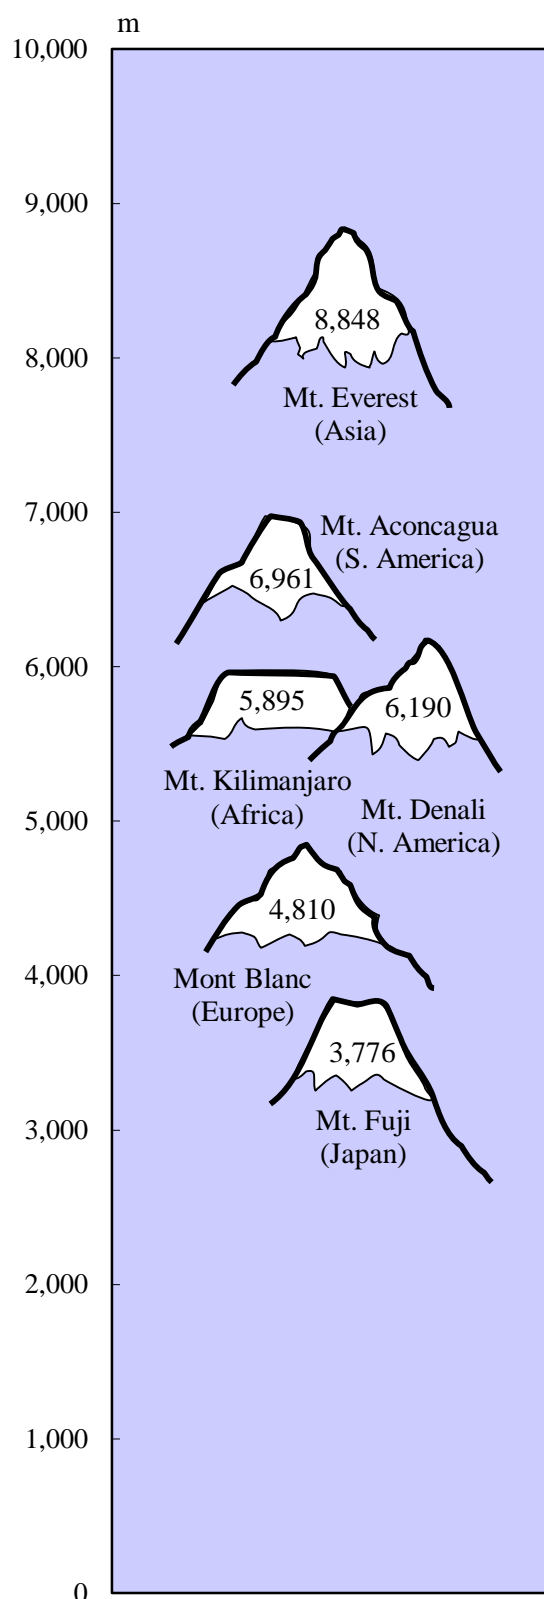 m
10,000
9,000
8,848
8,000
Mt. Everest
(Asia)
7,000
Mt. Aconcagua
(S. America)
6,961
6,000
5,895
6,190
Mt. Kilimanjaro
(Africa)
Mt. Denali
(N. America)
5,000
4,810
4,000
Mont Blanc
(Europe)
3,776
3,000
Mt. Fuji
(Japan)
2,000
1,000
0